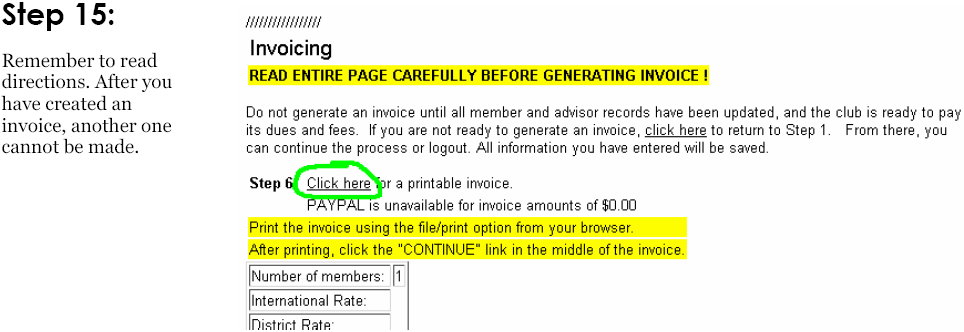 Step 15:
Remember to read
directions. After you
have created an
invoice, another one
cannot be made.
////////////////
Invoicing
READ ENTIRE PAGE CAREFULLY BEFORE GENERATING INVOICE !
Do not generate an invoice until all member and advisor records have been updated, and the club is ready to pay
its dues and fees. If you are not ready to generate an invoice, click here to return to Step 1. From there, you
can continue the process or logout. All information you have entered will be saved.
Step 6 Click here for a printable invoice.
PAYPAL is unavailable for invoice amounts of $0.00
Print the invoice using the file/print option from your browser.
After printing, click the "CONTINUE" link in the middle of the invoice.
Number of members: 1
International Rate:
District Rate: